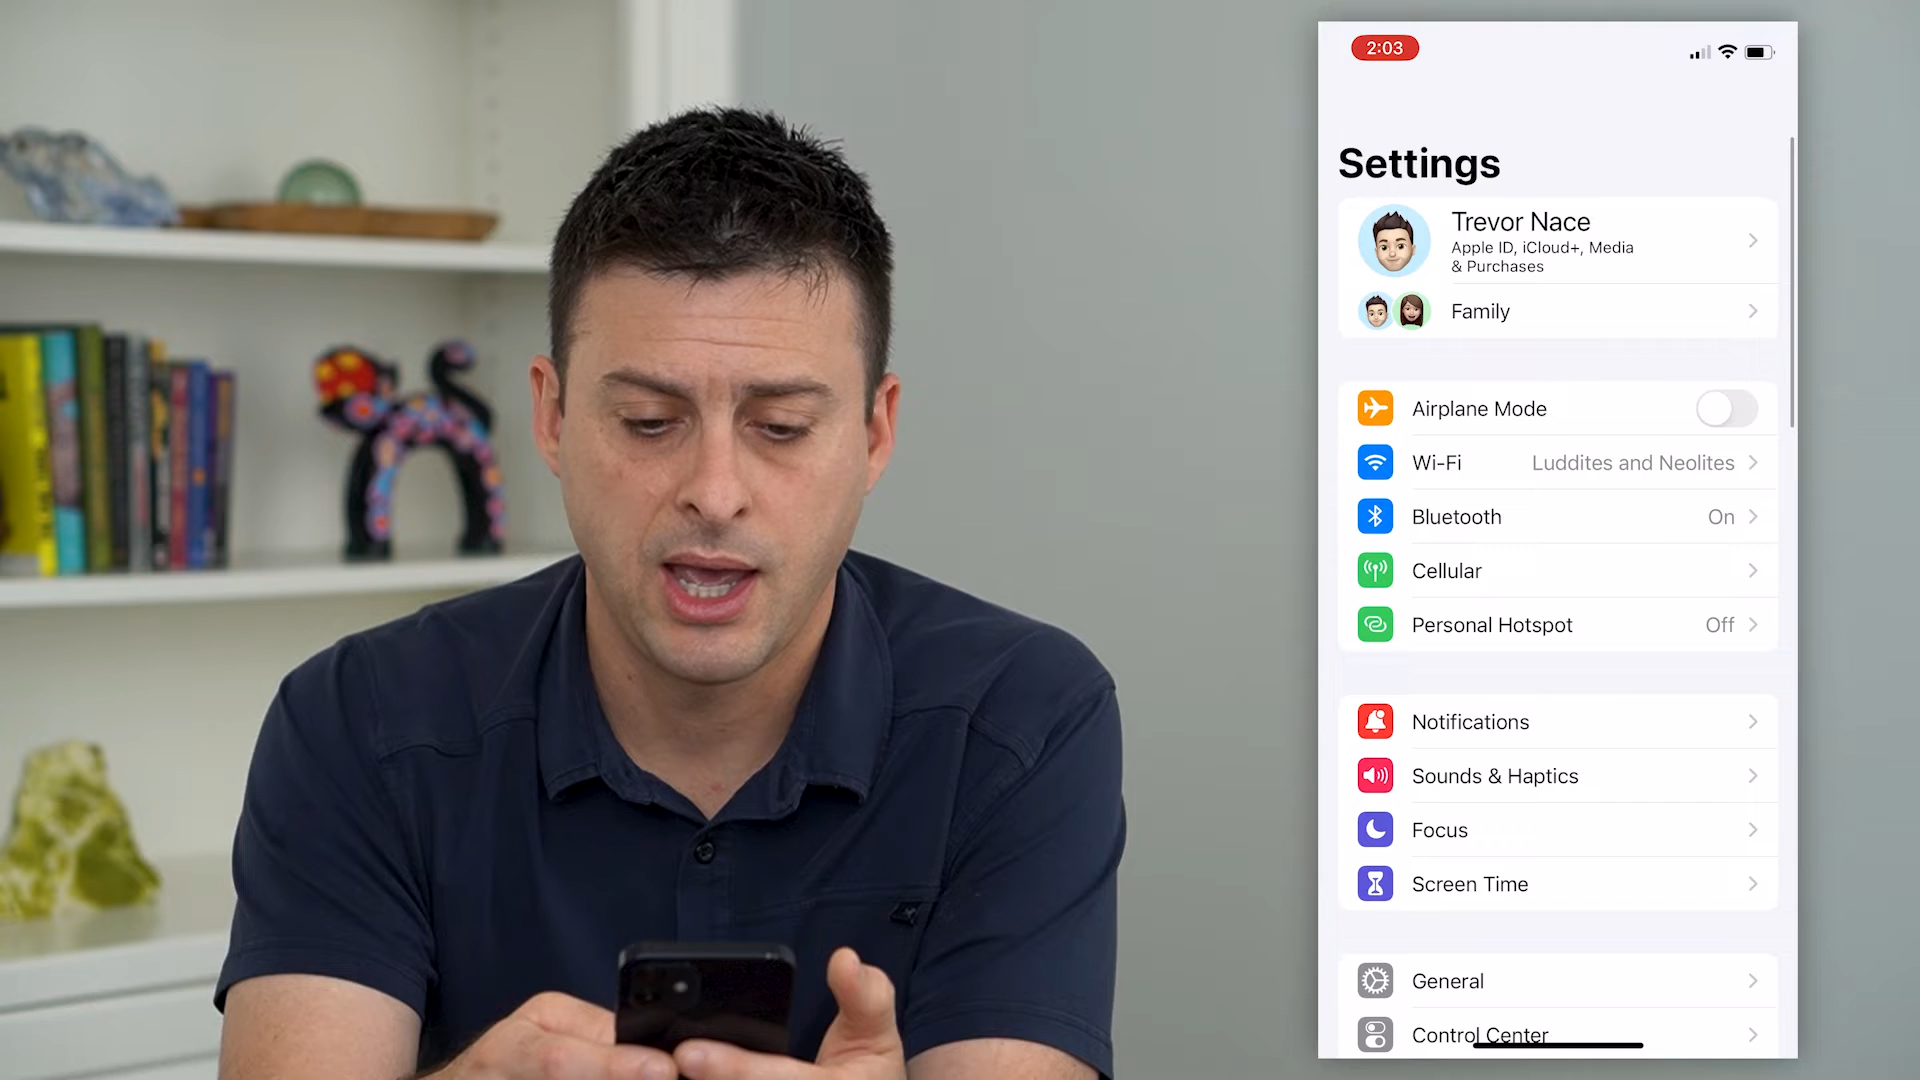 2:03
Settings
Trevor Nace
Apple ID, iCloud+, Media
& Purchases
Family
Airplane Mode
Wi-Fi Luddites and Neolites
Bluetooth On
Cellular
Personal Hotspot Off
Notifications
Sounds & Haptics
Focus
Screen Time
General
Control Center